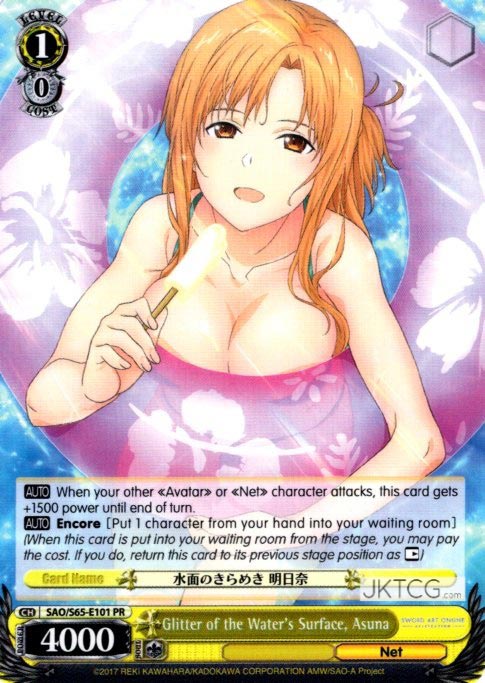 LEVEL
1
0
COST
AUTO When your other «Avatar» or «Net» character attacks, this card gets
+1500 power until end of turn.
AUTO Encore [Put 1 character from your hand into your waiting room]
(When this card is put into your waiting room from the stage, you may pay
the cost. If you do, return this card to its previous stage position as )
Card Name 水面のきらめき 明日奈
JKTCG.com
CH SAO/S65-E101 PR
Glitter of the Water's Surface, Asuna
SWORD ART ONLINE
POWER 4000
Net
©2017 REKI KAWAHARA/KADOKAWA CORPORATION AMW/SAO-A Project